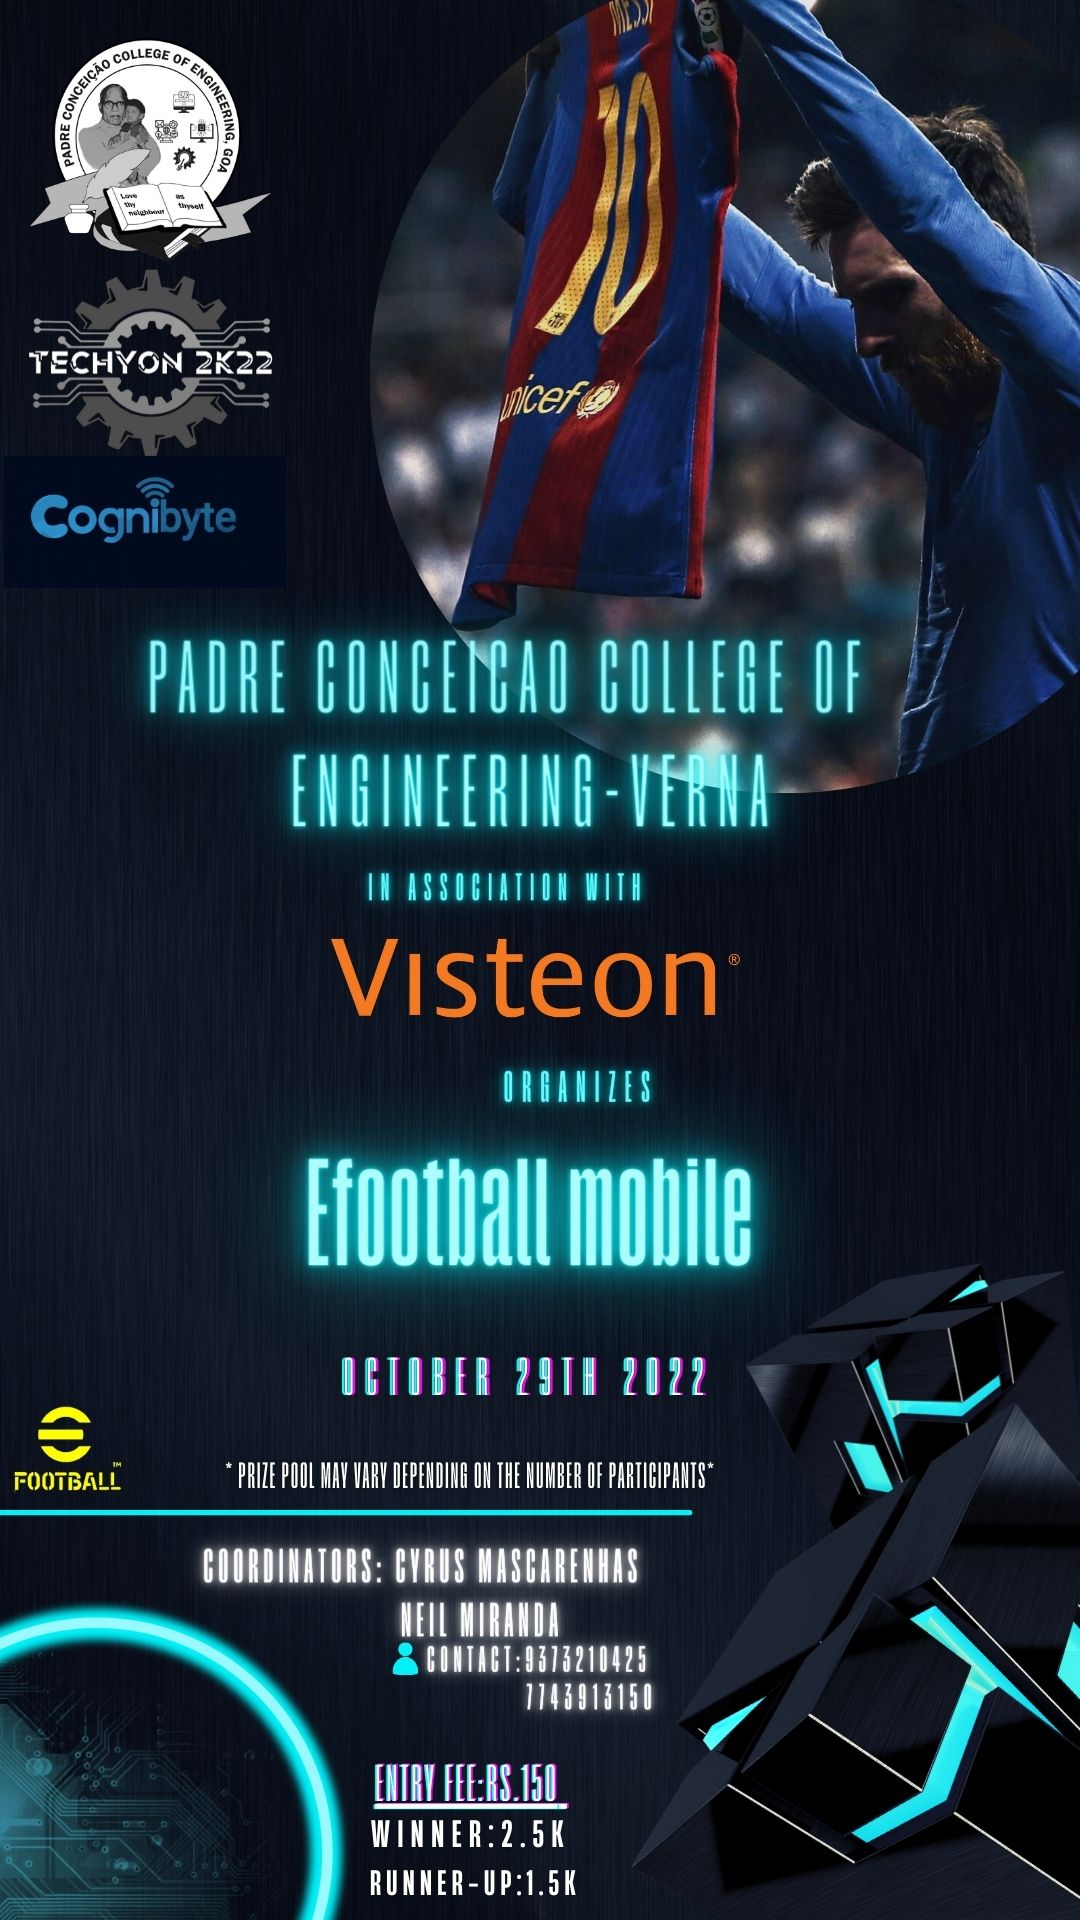 PADRE CONCEIÇÃO COLLEGE OF ENGINEERING, GOA
Love
thy
neighbour
as
thyself
TECHYON 2K22
Cognibyte
MESSI
10
unicef
PADRE CONCEICAO COLLEGE OF
ENGINEERING-VERNA
IN ASSOCIATION WITH
Visteon®
ORGANIZES
Efootball mobile
OCTOBER 29TH 2022
FOOTBALL™
* PRIZE POOL MAY VARY DEPENDING ON THE NUMBER OF PARTICIPANTS*
COORDINATORS: CYRUS MASCARENHAS
NEIL MIRANDA
CONTACT:9373210425
7743913150
ENTRY FEE:RS.150
WINNER:2.5K
RUNNER-UP:1.5K